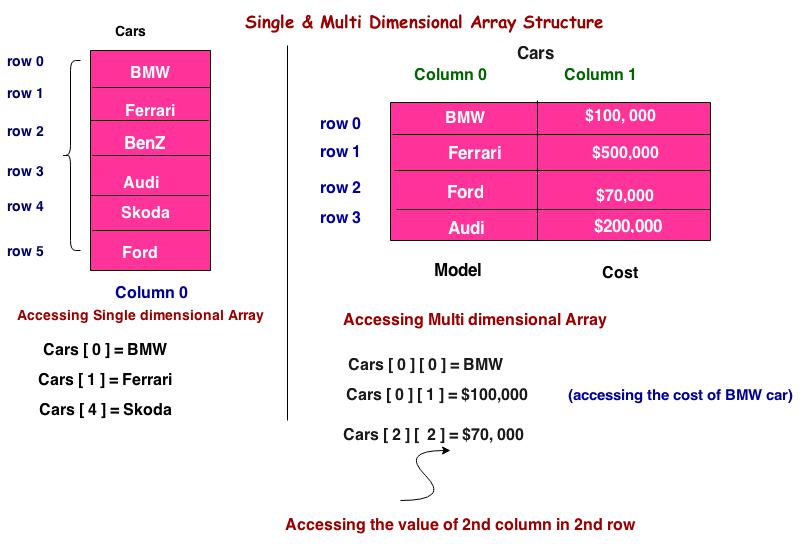 Single & Multi Dimensional Array Structure
Cars
row 0
BMW
row 1
Ferrari
row 2
BenZ
row 3
Audi
row 4
Skoda
row 5
Ford
Column 0
Accessing Single dimensional Array
Cars [ 0 ] = BMW
Cars [ 1 ] = Ferrari
Cars [ 4 ] = Skoda
Cars
Column 0 Column 1
row 0 BMW $100, 000
row 1 Ferrari $500,000
row 2 Ford $70,000
row 3 Audi $200,000
Model Cost
Accessing Multi dimensional Array
Cars [ 0 ] [ 0 ] = BMW
Cars [ 0 ] [ 1 ] = $100,000 (accessing the cost of BMW car)
Cars [ 2 ] [ 2 ] = $70, 000
Accessing the value of 2nd column in 2nd row